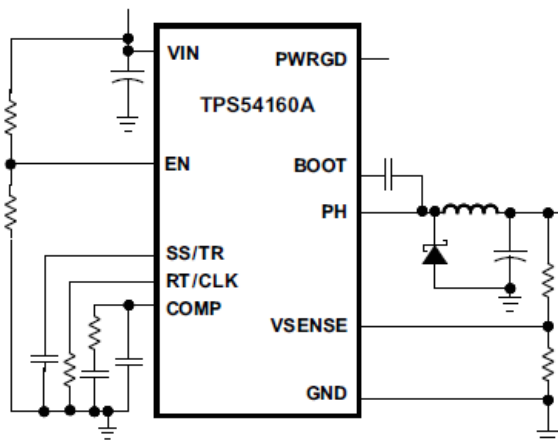 VIN
PWRGD
TPS54160A
BOOT
EN
PH
SS/TR
RT/CLK
COMP
VSENSE
GND